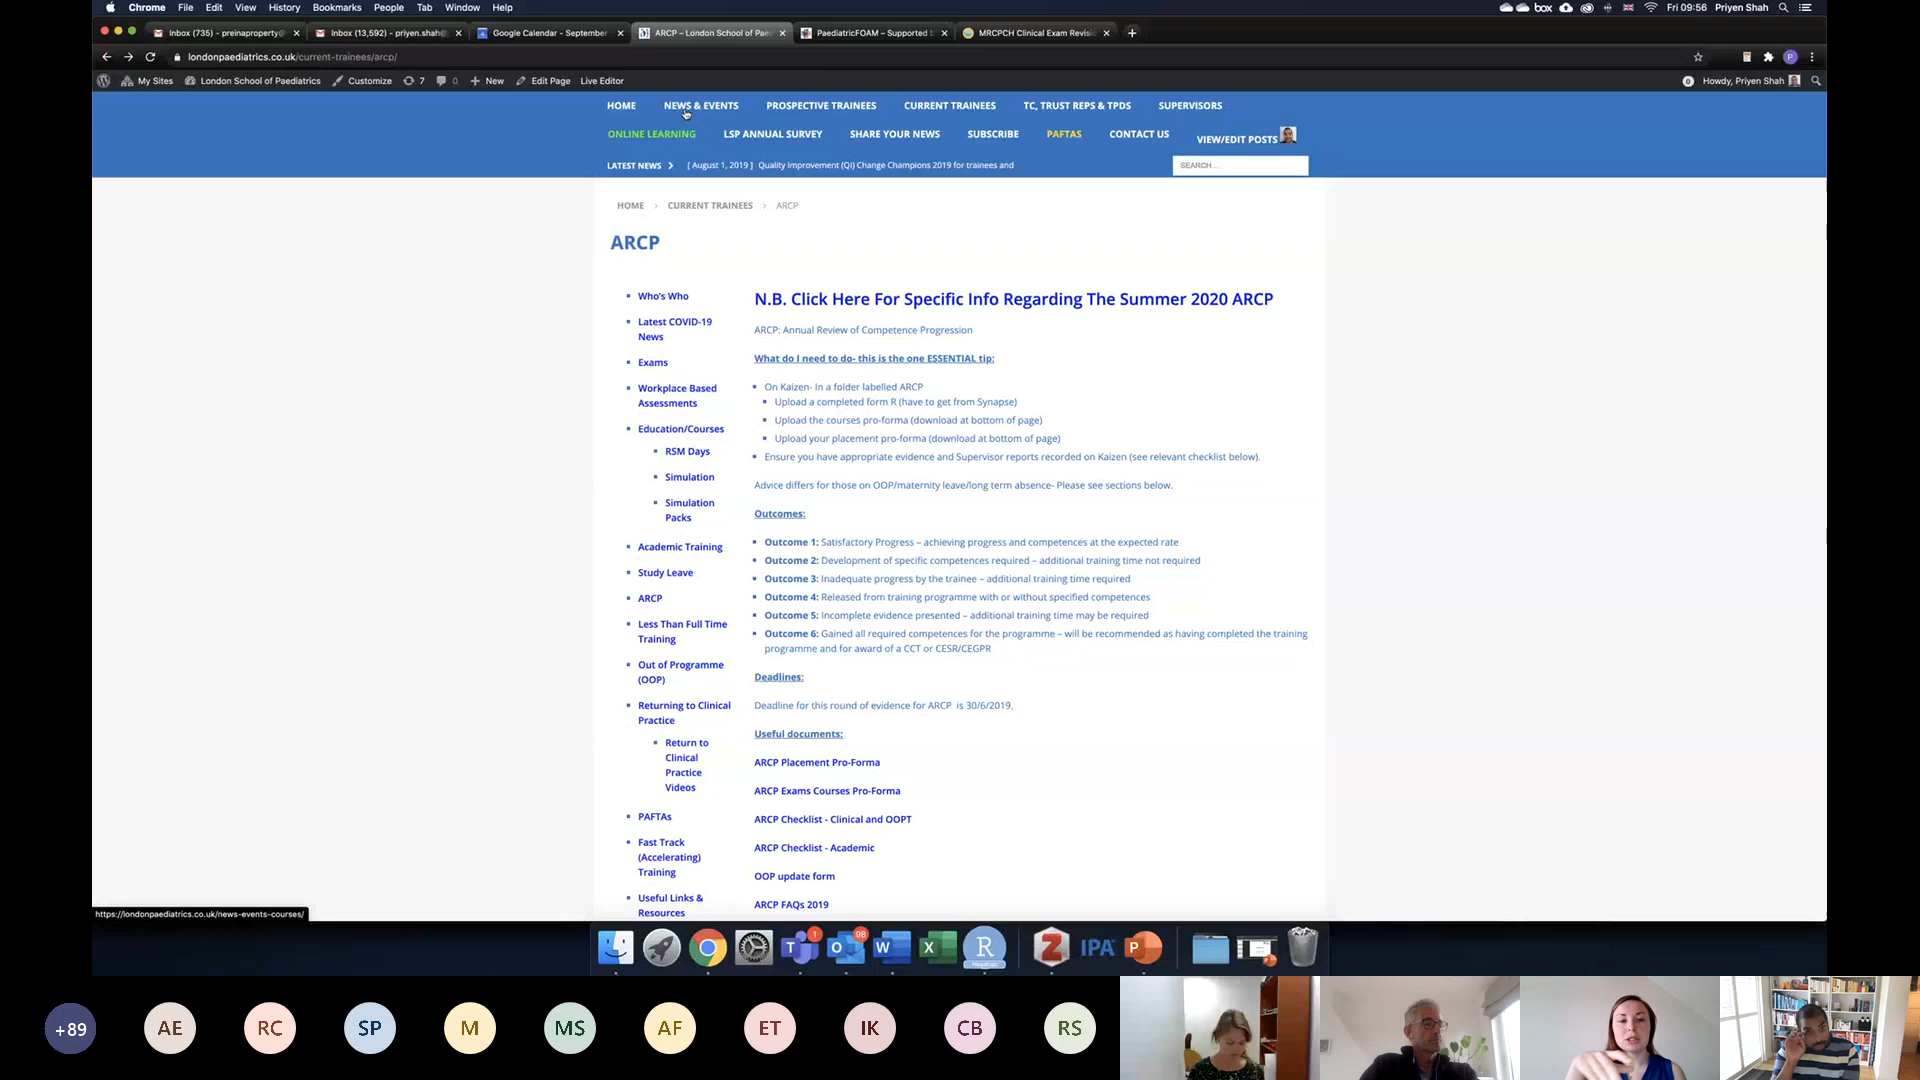 Chrome File Edit View History Bookmarks People Tab Window Help
box Fri 09:56 Priyen Shah
Inbox (735) - preinaproperty@
Inbox (13,592) - priyen.shah@
Google Calendar - September
ARCP – London School of Pae
PaediatricFOAM – Supported
MRCPCH Clinical Exam Revisi
londonpaediatrics.co.uk/current-trainees/arcp/
P
My Sites London School of Paediatrics Customize 7 0 New Edit Page Live Editor
0 Howdy, Priyen Shah
HOME NEWS & EVENTS PROSPECTIVE TRAINEES CURRENT TRAINEES TC, TRUST REPS & TPDS SUPERVISORS
ONLINE LEARNING LSP ANNUAL SURVEY SHARE YOUR NEWS SUBSCRIBE PAFTAS CONTACT US VIEW/EDIT POSTS
LATEST NEWS [ August 1, 2019 ] Quality Improvement (QI) Change Champions 2019 for trainees and
SEARCH …
HOME CURRENT TRAINEES ARCP
ARCP
Who's Who
Latest COVID-19
News
Exams
Workplace Based
Assessments
Education/Courses
RSM Days
Simulation
Simulation
Packs
Academic Training
Study Leave
ARCP
Less Than Full Time
Training
Out of Programme
(OOP)
Returning to Clinical
Practice
Return to
Clinical
Practice
Videos
PAFTAs
Fast Track
(Accelerating)
Training
Useful Links &
Resources
N.B. Click Here For Specific Info Regarding The Summer 2020 ARCP
ARCP: Annual Review of Competence Progression
What do I need to do- this is the one ESSENTIAL tip:
On Kaizen- In a folder labelled ARCP
Upload a completed form R (have to get from Synapse)
Upload the courses pro-forma (download at bottom of page)
Upload your placement pro-forma (download at bottom of page)
Ensure you have appropriate evidence and Supervisor reports recorded on Kaizen (see relevant checklist below).
Advice differs for those on OOP/maternity leave/long term absence- Please see sections below.
Outcomes:
Outcome 1: Satisfactory Progress – achieving progress and competences at the expected rate
Outcome 2: Development of specific competences required – additional training time not required
Outcome 3: Inadequate progress by the trainee – additional training time required
Outcome 4: Released from training programme with or without specified competences
Outcome 5: Incomplete evidence presented – additional training time may be required
Outcome 6: Gained all required competences for the programme – will be recommended as having completed the training
programme and for award of a CCT or CESR/CEGPR
Deadlines:
Deadline for this round of evidence for ARCP is 30/6/2019.
Useful documents:
ARCP Placement Pro-Forma
ARCP Exams Courses Pro-Forma
ARCP Checklist - Clinical and OOPT
ARCP Checklist - Academic
OOP update form
ARCP FAQs 2019
https://londonpaediatrics.co.uk/news-events-courses/
T 1 O 98 W X R Z IPA P
+89 AE RC SP M MS AF ET IK CB RS